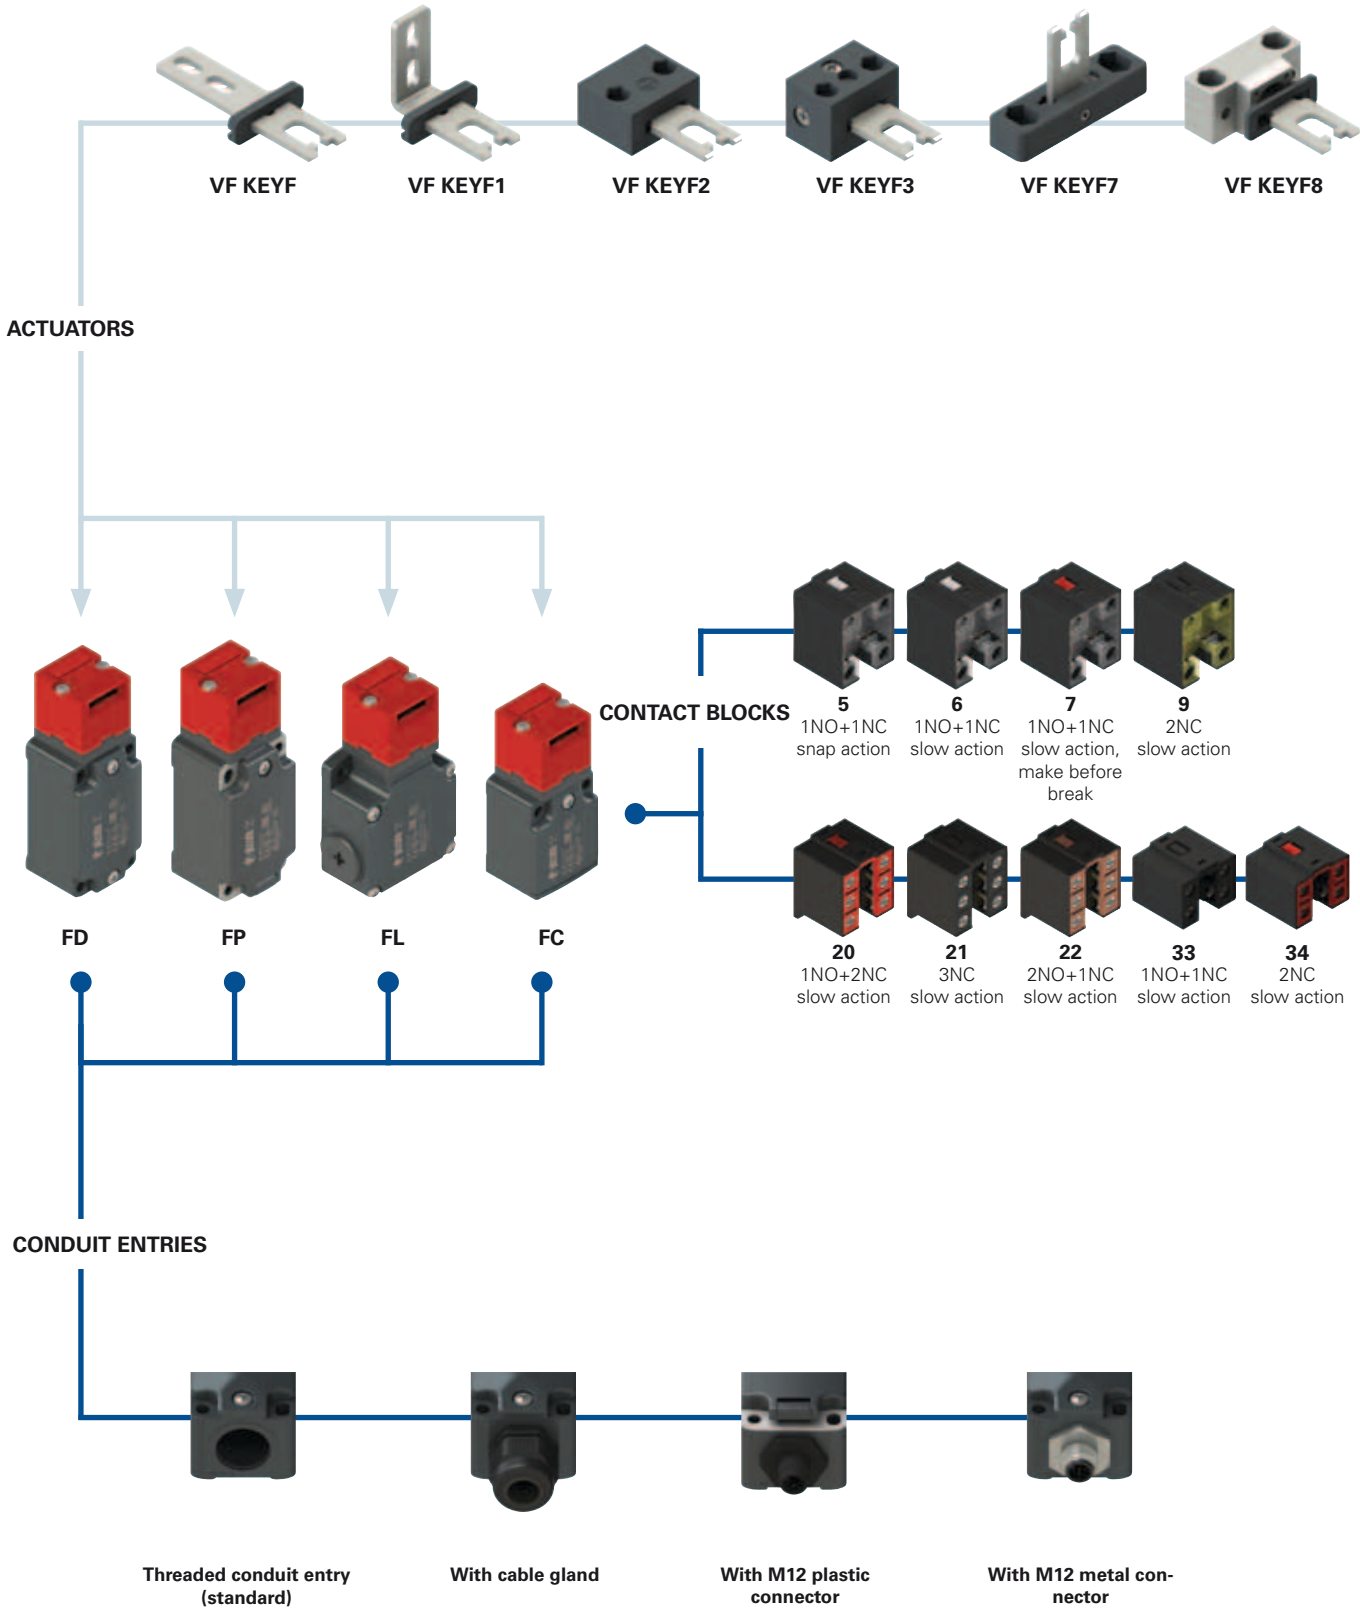 VF KEYF
VF KEYF1
VF KEYF2
VF KEYF3
VF KEYF7
VF KEYF8
ACTUATORS
CONTACT BLOCKS
5
1NO+1NC
snap action
6
1NO+1NC
slow action
7
1NO+1NC
slow action,
make before
break
9
2NC
slow action
20
1NO+2NC
slow action
21
3NC
slow action
22
2NO+1NC
slow action
33
1NO+1NC
slow action
34
2NC
slow action
FD
FP
FL
FC
CONDUIT ENTRIES
Threaded conduit entry
(standard)
With cable gland
With M12 plastic
connector
With M12 metal con-
nector